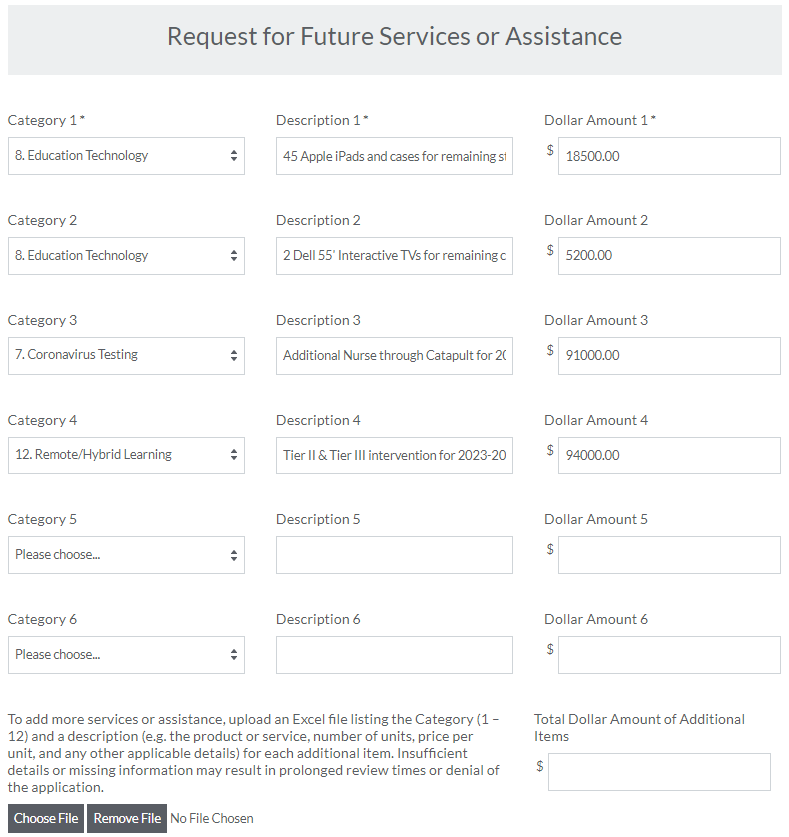 Request for Future Services or Assistance
Category 1 * Description 1 * Dollar Amount 1 *
8. Education Technology 45 Apple iPads and cases for remaining st $ 18500.00
Category 2 Description 2 Dollar Amount 2
8. Education Technology 2 Dell 55' Interactive TVs for remaining c $ 5200.00
Category 3 Description 3 Dollar Amount 3
7. Coronavirus Testing Additional Nurse through Catapult for 20 $ 91000.00
Category 4 Description 4 Dollar Amount 4
12. Remote/Hybrid Learning Tier II & Tier III intervention for 2023-20 $ 94000.00
Category 5 Description 5 Dollar Amount 5
Please choose... $
Category 6 Description 6 Dollar Amount 6
Please choose... $
To add more services or assistance, upload an Excel file listing the Category (1 –
12) and a description (e.g. the product or service, number of units, price per
unit, and any other applicable details) for each additional item. Insufficient
details or missing information may result in prolonged review times or denial of
the application.
Total Dollar Amount of Additional
Items
$
Choose File Remove File No File Chosen